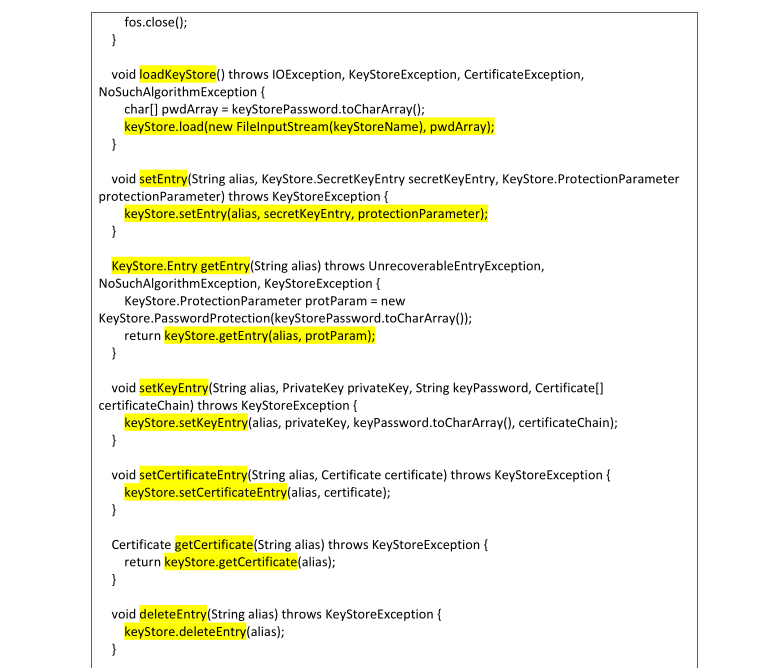 fos.close();
}
void loadKeyStore() throws IOException, KeyStoreException, CertificateException,
NoSuchAlgorithmException {
char[] pwdArray = keyStorePassword.toCharArray();
keyStore.load(new FileInputStream(keyStoreName), pwdArray);
}
void setEntry(String alias, KeyStore.SecretKeyEntry secretKeyEntry, KeyStore.ProtectionParameter
protectionParameter) throws KeyStoreException {
keyStore.setEntry(alias, secretKeyEntry, protectionParameter);
}
KeyStore.Entry getEntry(String alias) throws UnrecoverableEntryException,
NoSuchAlgorithmException, KeyStoreException {
KeyStore.ProtectionParameter protParam = new
KeyStore.PasswordProtection(keyStorePassword.toCharArray());
return keyStore.getEntry(alias, protParam);
}
void setKeyEntry(String alias, PrivateKey privateKey, String keyPassword, Certificate[]
certificateChain) throws KeyStoreException {
keyStore.setKeyEntry(alias, privateKey, keyPassword.toCharArray(), certificateChain);
}
void setCertificateEntry(String alias, Certificate certificate) throws KeyStoreException {
keyStore.setCertificateEntry(alias, certificate);
}
Certificate getCertificate(String alias) throws KeyStoreException {
return keyStore.getCertificate(alias);
}
void deleteEntry(String alias) throws KeyStoreException {
keyStore.deleteEntry(alias);
}